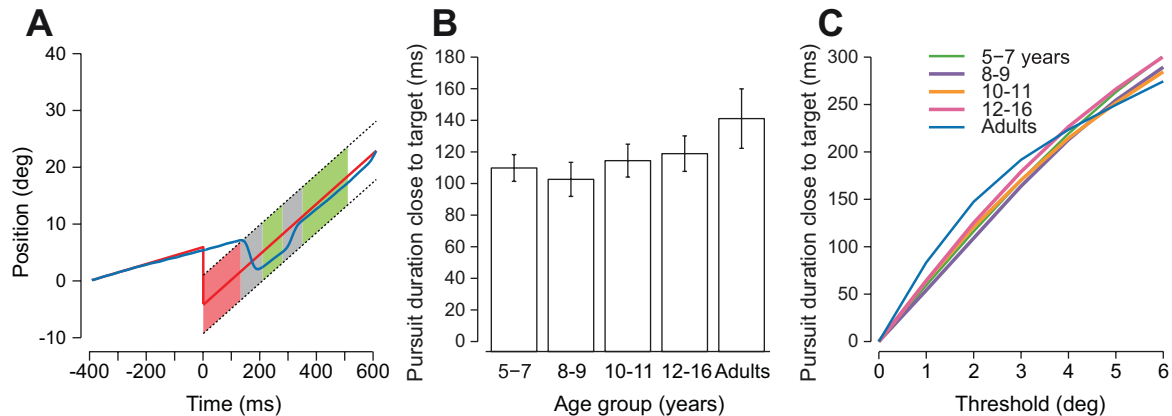 A
40
30
20
10
0
-10
Position (deg)
-400 -200 0 200 400 600
Time (ms)
B
180
160
140
120
100
80
60
40
20
0
Pursuit duration close to target (ms)
5−7 8-9 10-11 12-16 Adults
Age group (years)
C
300
250
200
150
100
50
0
Pursuit duration close to target (ms)
5−7 years
8-9
10-11
12-16
Adults
0 1 2 3 4 5 6
Threshold (deg)